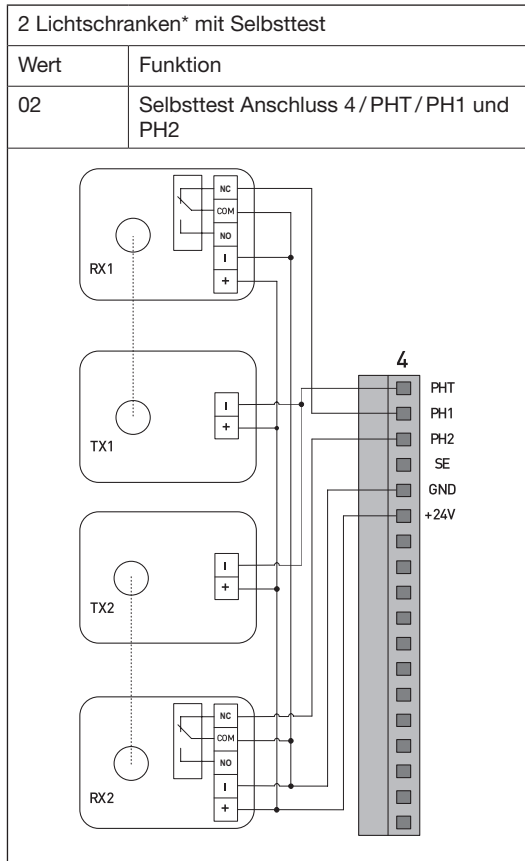 2 Lichtschranken* mit Selbsttest
Wert Funktion
02 Selbsttest Anschluss 4 / PHT / PH1 und
PH2
NC
COM
NO
I
+
RX1
4
PHT
PH1
PH2
SE
GND
+24V
I
+
TX1
I
+
TX2
NC
COM
NO
I
+
RX2